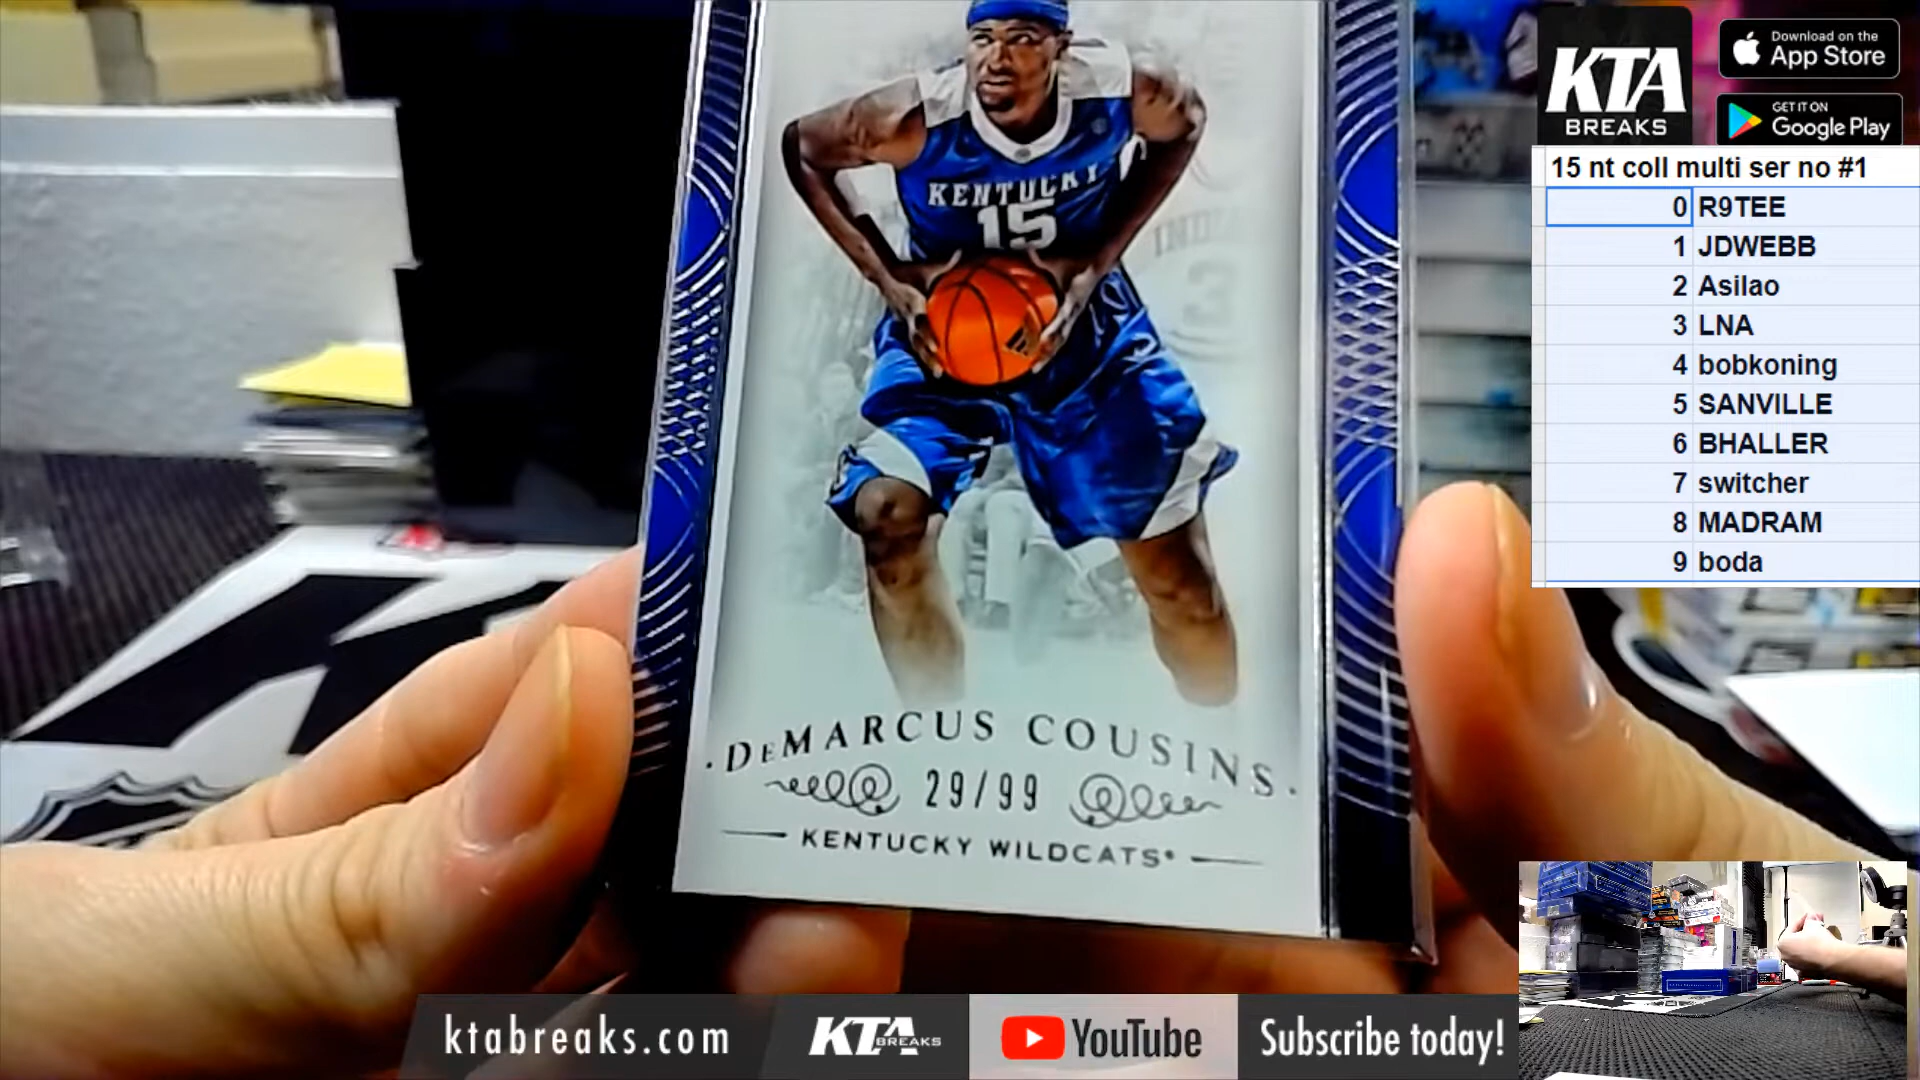 KENTUCKY
15
DeMARCUS COUSINS
29/99
KENTUCKY WILDCATS
KTA
BREAKS
Download on the
App Store
GET IT ON
Google Play
15 nt coll multi ser no #1
0 R9TEE
1 JDWEBB
2 Asilao
3 LNA
4 bobkoning
5 SANVILLE
6 BHALLER
7 switcher
8 MADRAM
9 boda
ktabreaks.com
KTA BREAKS
YouTube
Subscribe today!